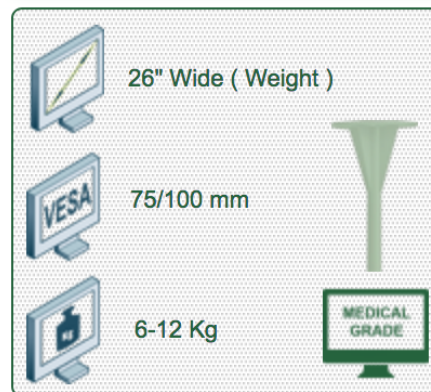 26" Wide ( Weight )
VESA
75/100 mm
KG
6-12 Kg
MEDICAL
GRADE